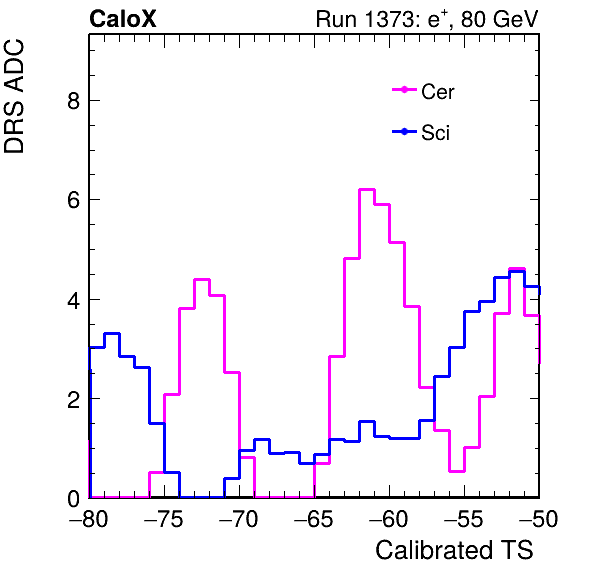 CaloX Run 1373: e⁺, 80 GeV
DRS ADC
8
6
4
2
0
Cer
Sci
−80 −75 −70 −65 −60 −55 −50
Calibrated TS